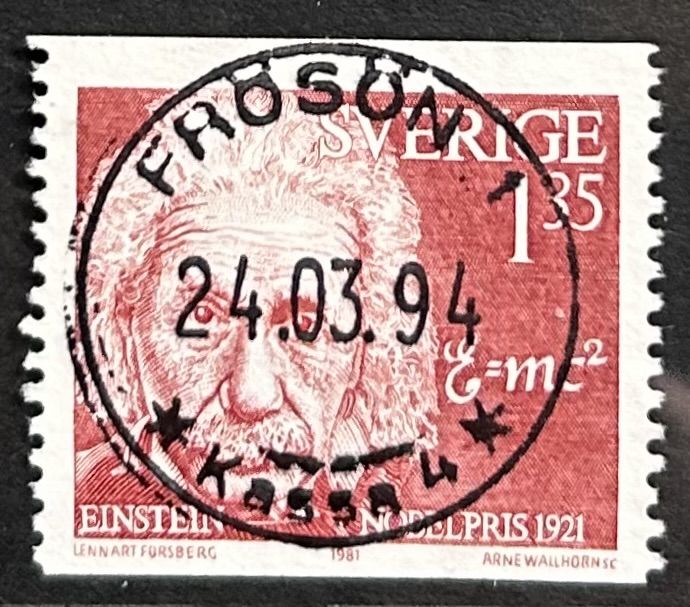 FRÖSÖN 1
SVERIGE
1 35
24.03.94
E=mc²
Kassa 4
EINSTEIN NOBELPRIS 1921
LENNART FORSBERG 1981 ARNE WALLHORN SC